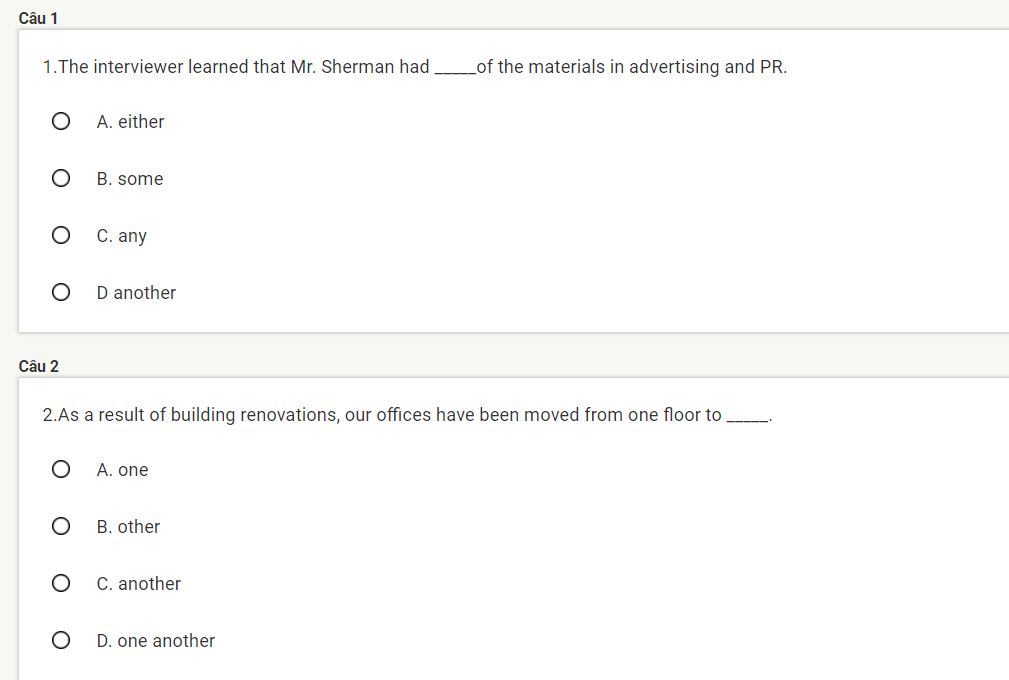 Câu 1
1.The interviewer learned that Mr. Sherman had _____of the materials in advertising and PR.
A. either
B. some
C. any
D another
Câu 2
2.As a result of building renovations, our offices have been moved from one floor to _____.
A. one
B. other
C. another
D. one another